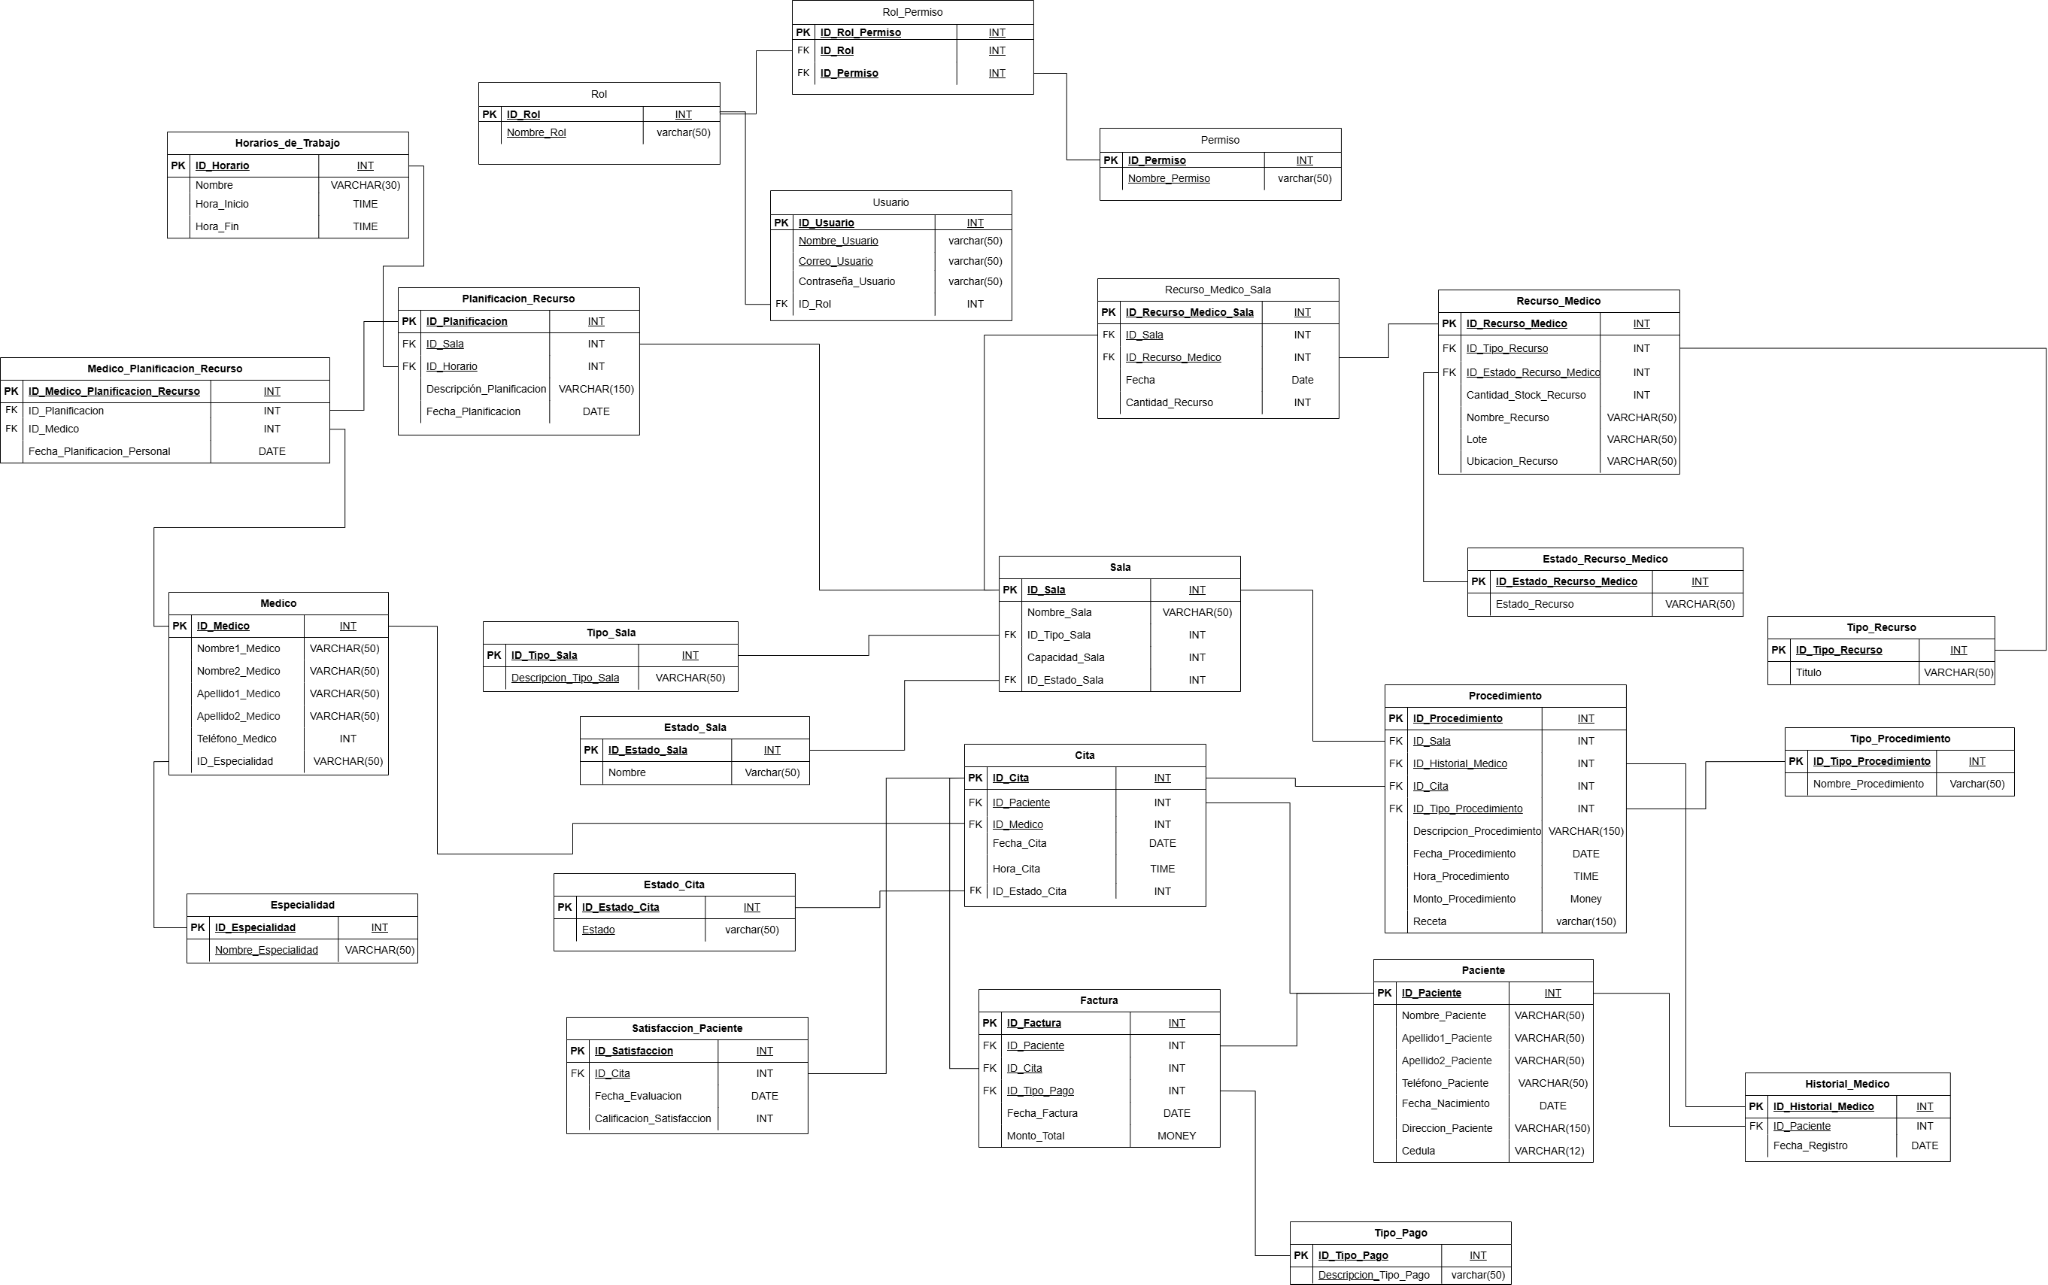 Rol_Permiso
PK ID_Rol_Permiso INT
FK ID_Rol INT
FK ID_Permiso INT
Rol
PK ID_Rol INT
Nombre_Rol varchar(50)
Horarios_de_Trabajo
PK ID_Horario INT
Nombre VARCHAR(30)
Hora_Inicio TIME
Hora_Fin TIME
Permiso
PK ID_Permiso INT
Nombre_Permiso varchar(50)
Usuario
PK ID_Usuario INT
Nombre_Usuario varchar(50)
Correo_Usuario varchar(50)
Contraseña_Usuario varchar(50)
FK ID_Rol INT
Planificacion_Recurso
PK ID_Planificacion INT
FK ID_Sala INT
FK ID_Horario INT
Descripción_Planificacion VARCHAR(150)
Fecha_Planificacion DATE
Recurso_Medico_Sala
PK ID_Recurso_Medico_Sala INT
FK ID_Sala INT
FK ID_Recurso_Medico INT
Fecha Date
Cantidad_Recurso INT
Recurso_Medico
PK ID_Recurso_Medico INT
FK ID_Tipo_Recurso INT
FK ID_Estado_Recurso_Medico INT
Cantidad_Stock_Recurso INT
Nombre_Recurso VARCHAR(50)
Lote VARCHAR(50)
Ubicacion_Recurso VARCHAR(50)
Medico_Planificacion_Recurso
PK ID_Medico_Planificacion_Recurso INT
FK ID_Planificacion INT
FK ID_Medico INT
Fecha_Planificacion_Personal DATE
Estado_Recurso_Medico
PK ID_Estado_Recurso_Medico INT
Estado_Recurso VARCHAR(50)
Sala
PK ID_Sala INT
Nombre_Sala VARCHAR(50)
FK ID_Tipo_Sala INT
Capacidad_Sala INT
FK ID_Estado_Sala INT
Medico
PK ID_Medico INT
Nombre1_Medico VARCHAR(50)
Nombre2_Medico VARCHAR(50)
Apellido1_Medico VARCHAR(50)
Apellido2_Medico VARCHAR(50)
Teléfono_Medico INT
ID_Especialidad VARCHAR(50)
Tipo_Sala
PK ID_Tipo_Sala INT
Descripcion_Tipo_Sala VARCHAR(50)
Tipo_Recurso
PK ID_Tipo_Recurso INT
Titulo VARCHAR(50)
Procedimiento
PK ID_Procedimiento INT
FK ID_Sala INT
FK ID_Historial_Medico INT
FK ID_Cita INT
FK ID_Tipo_Procedimiento INT
Descripcion_Procedimiento VARCHAR(150)
Fecha_Procedimiento DATE
Hora_Procedimiento TIME
Monto_Procedimiento Money
Receta varchar(150)
Estado_Sala
PK ID_Estado_Sala INT
Nombre Varchar(50)
Tipo_Procedimiento
PK ID_Tipo_Procedimiento INT
Nombre_Procedimiento Varchar(50)
Cita
PK ID_Cita INT
FK ID_Paciente INT
FK ID_Medico INT
Fecha_Cita DATE
Hora_Cita TIME
FK ID_Estado_Cita INT
Estado_Cita
PK ID_Estado_Cita INT
Estado varchar(50)
Especialidad
PK ID_Especialidad INT
Nombre_Especialidad VARCHAR(50)
Paciente
PK ID_Paciente INT
Nombre_Paciente VARCHAR(50)
Apellido1_Paciente VARCHAR(50)
Apellido2_Paciente VARCHAR(50)
Teléfono_Paciente VARCHAR(50)
Fecha_Nacimiento DATE
Direccion_Paciente VARCHAR(150)
Cedula VARCHAR(12)
Factura
PK ID_Factura INT
FK ID_Paciente INT
FK ID_Cita INT
FK ID_Tipo_Pago INT
Fecha_Factura DATE
Monto_Total MONEY
Satisfaccion_Paciente
PK ID_Satisfaccion INT
FK ID_Cita INT
Fecha_Evaluacion DATE
Calificacion_Satisfaccion INT
Historial_Medico
PK ID_Historial_Medico INT
FK ID_Paciente INT
Fecha_Registro DATE
Tipo_Pago
PK ID_Tipo_Pago INT
Descripcion_Tipo_Pago varchar(50)